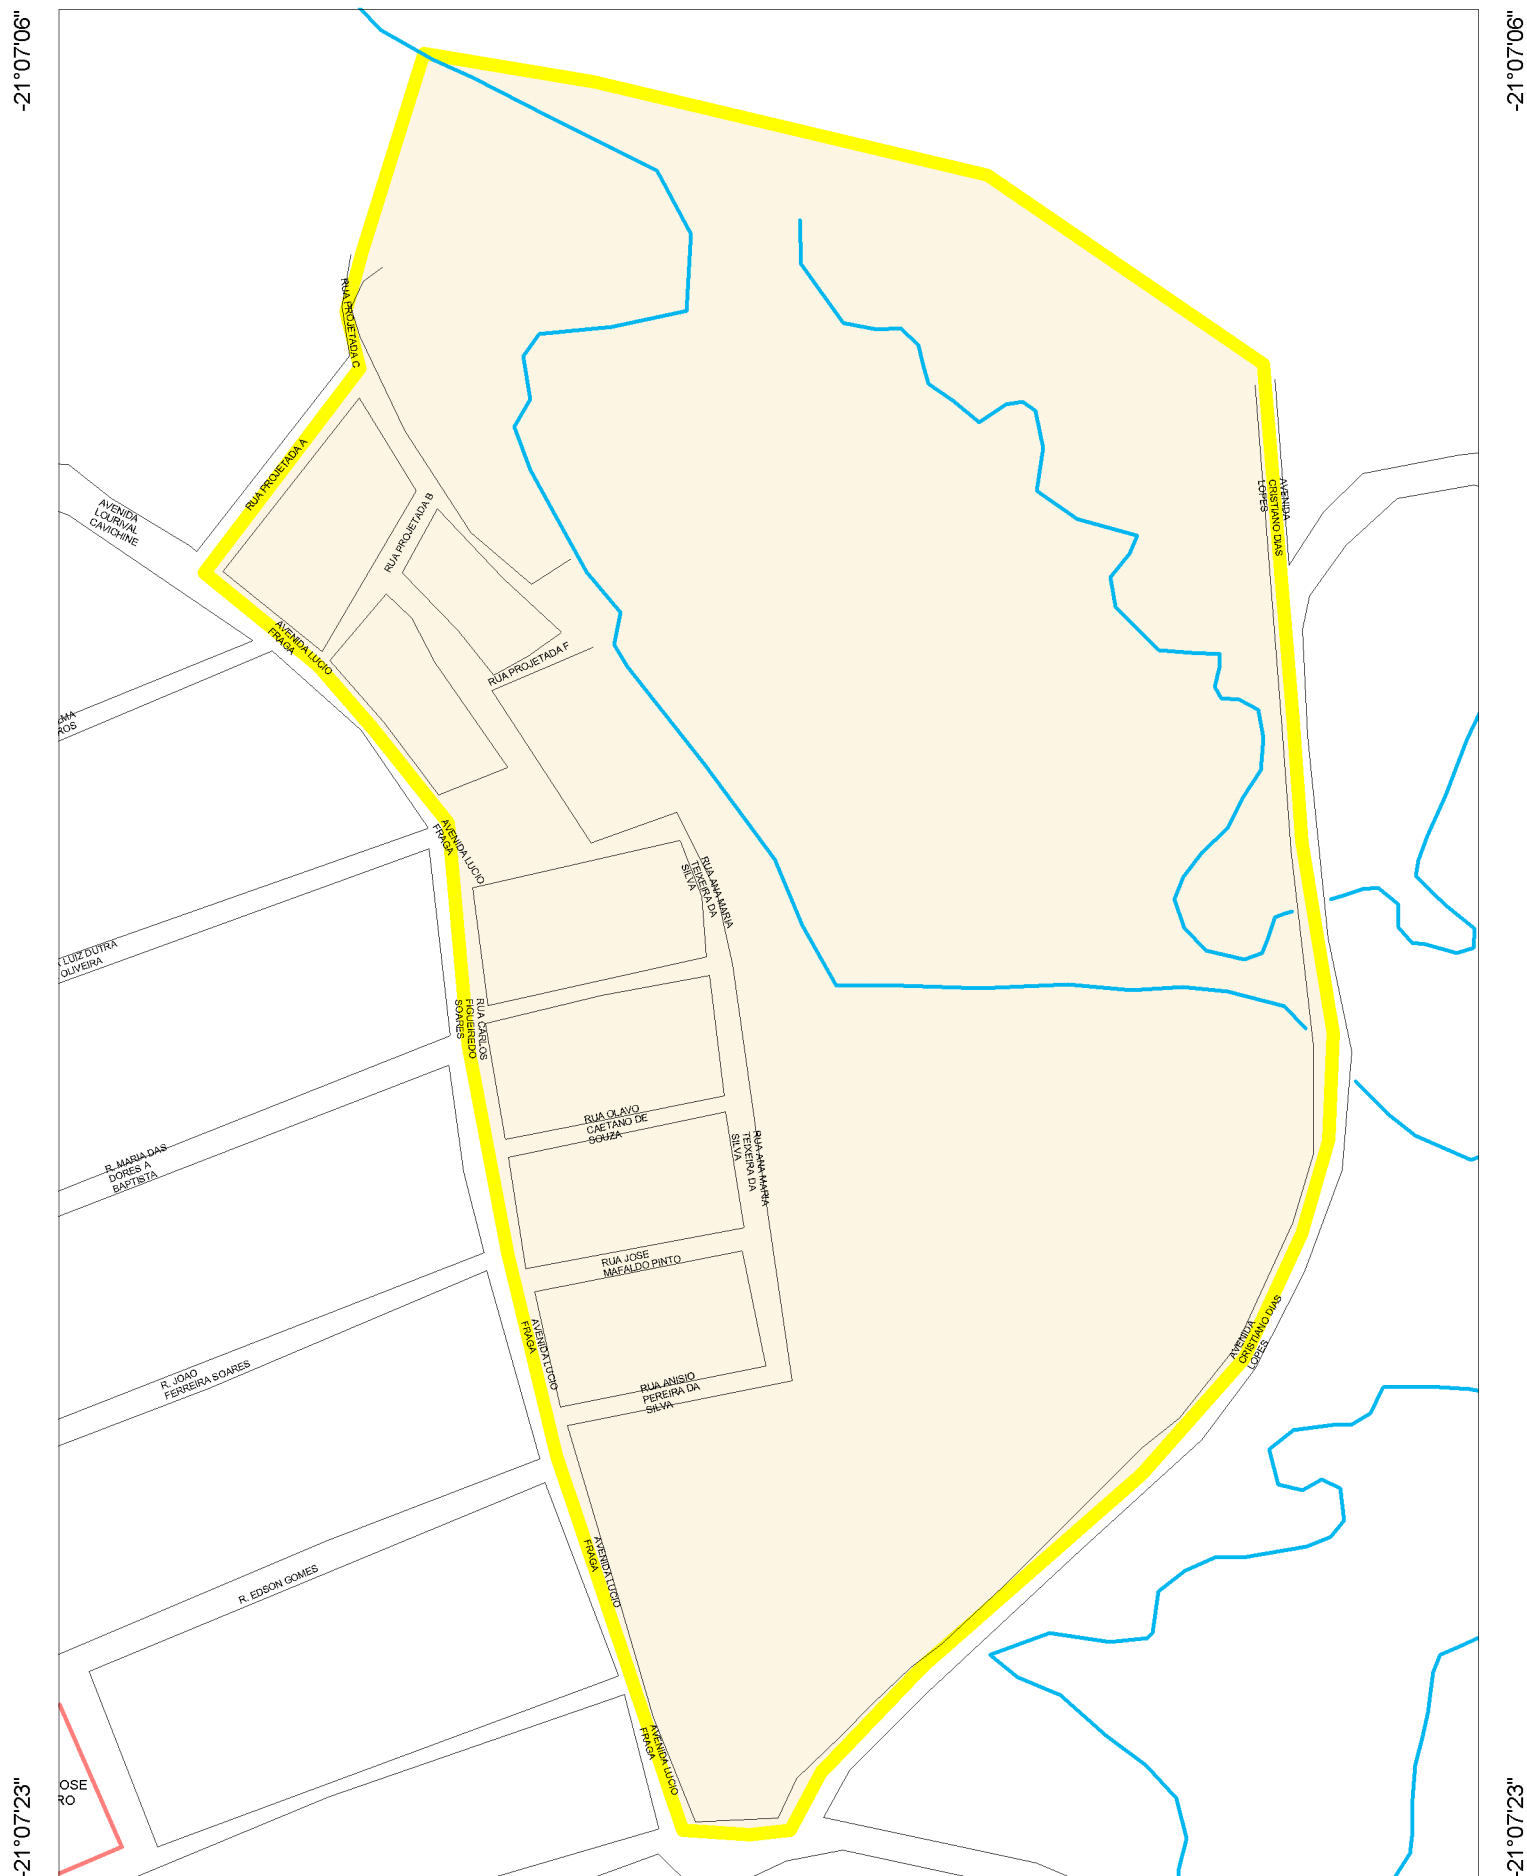 -21°07'06"
-21°07'06"
RUA PROJETADA C
RUA PROJETADA A
AVENIDA
LOURIVAL
CAVICHINE
RUA PROJETADA B
AVENIDA
CRISTIANO DIAS
LOPES
AVENIDA LUCIO
FRAGA
RUA PROJETADA F
EMA
ROS
AVENIDA LUCIO
FRAGA
RUA ANA MARIA
TEIXEIRA DA
SILVA
LUIZ DUTRA
OLIVEIRA
RUA CARLOS
FIGUEIREDO
SOARES
RUA OLAVO
CAETANO DE
SOUZA
R. MARIA DAS
DORES A
BAPTISTA
RUA ANA MARIA
TEIXEIRA DA
SILVA
RUA JOSE
MAFALDO PINTO
AVENIDA LUCIO
FRAGA
AVENIDA
CRISTIANO DIAS
LOPES
R. JOAO
FERREIRA SOARES
RUA ANISIO
PEREIRA DA
SILVA
AVENIDA LUCIO
FRAGA
R. EDSON GOMES
AVENIDA LUCIO
FRAGA
OSE
RO
-21°07'23"
-21°07'23"